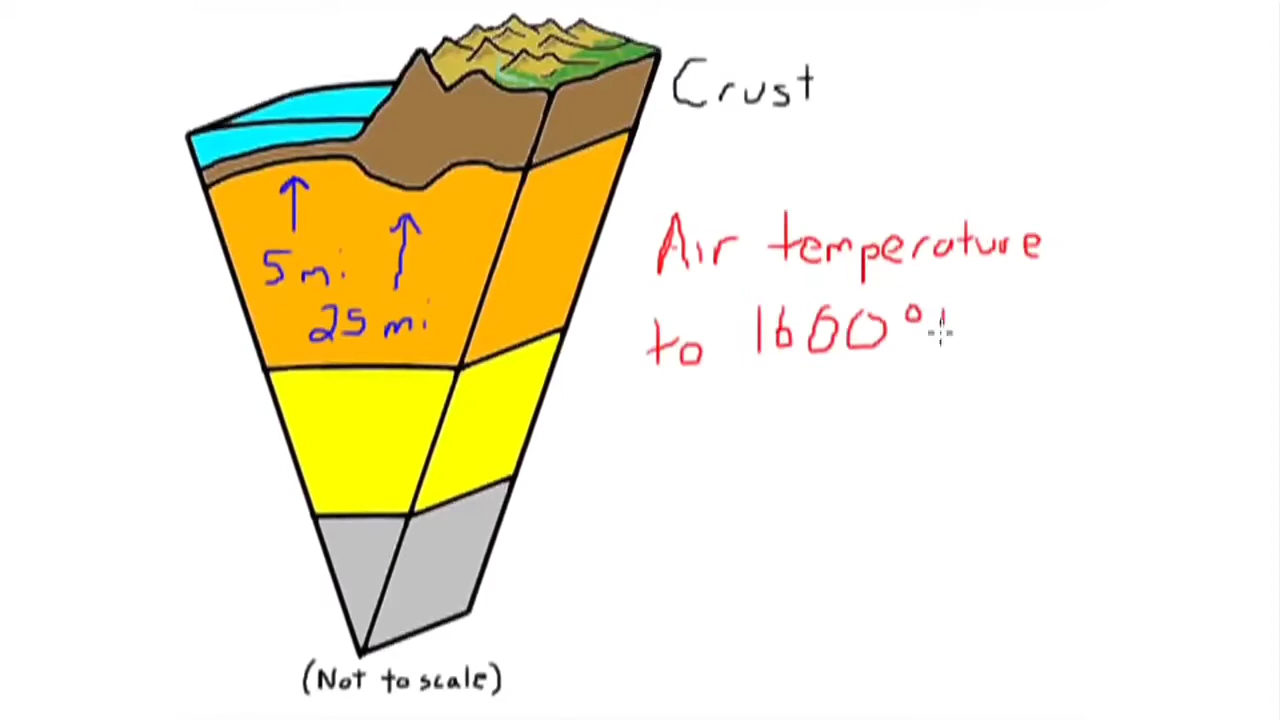 Crust
Air temperature
to 1600°
5 mi.
25 mi.
(Not to scale)